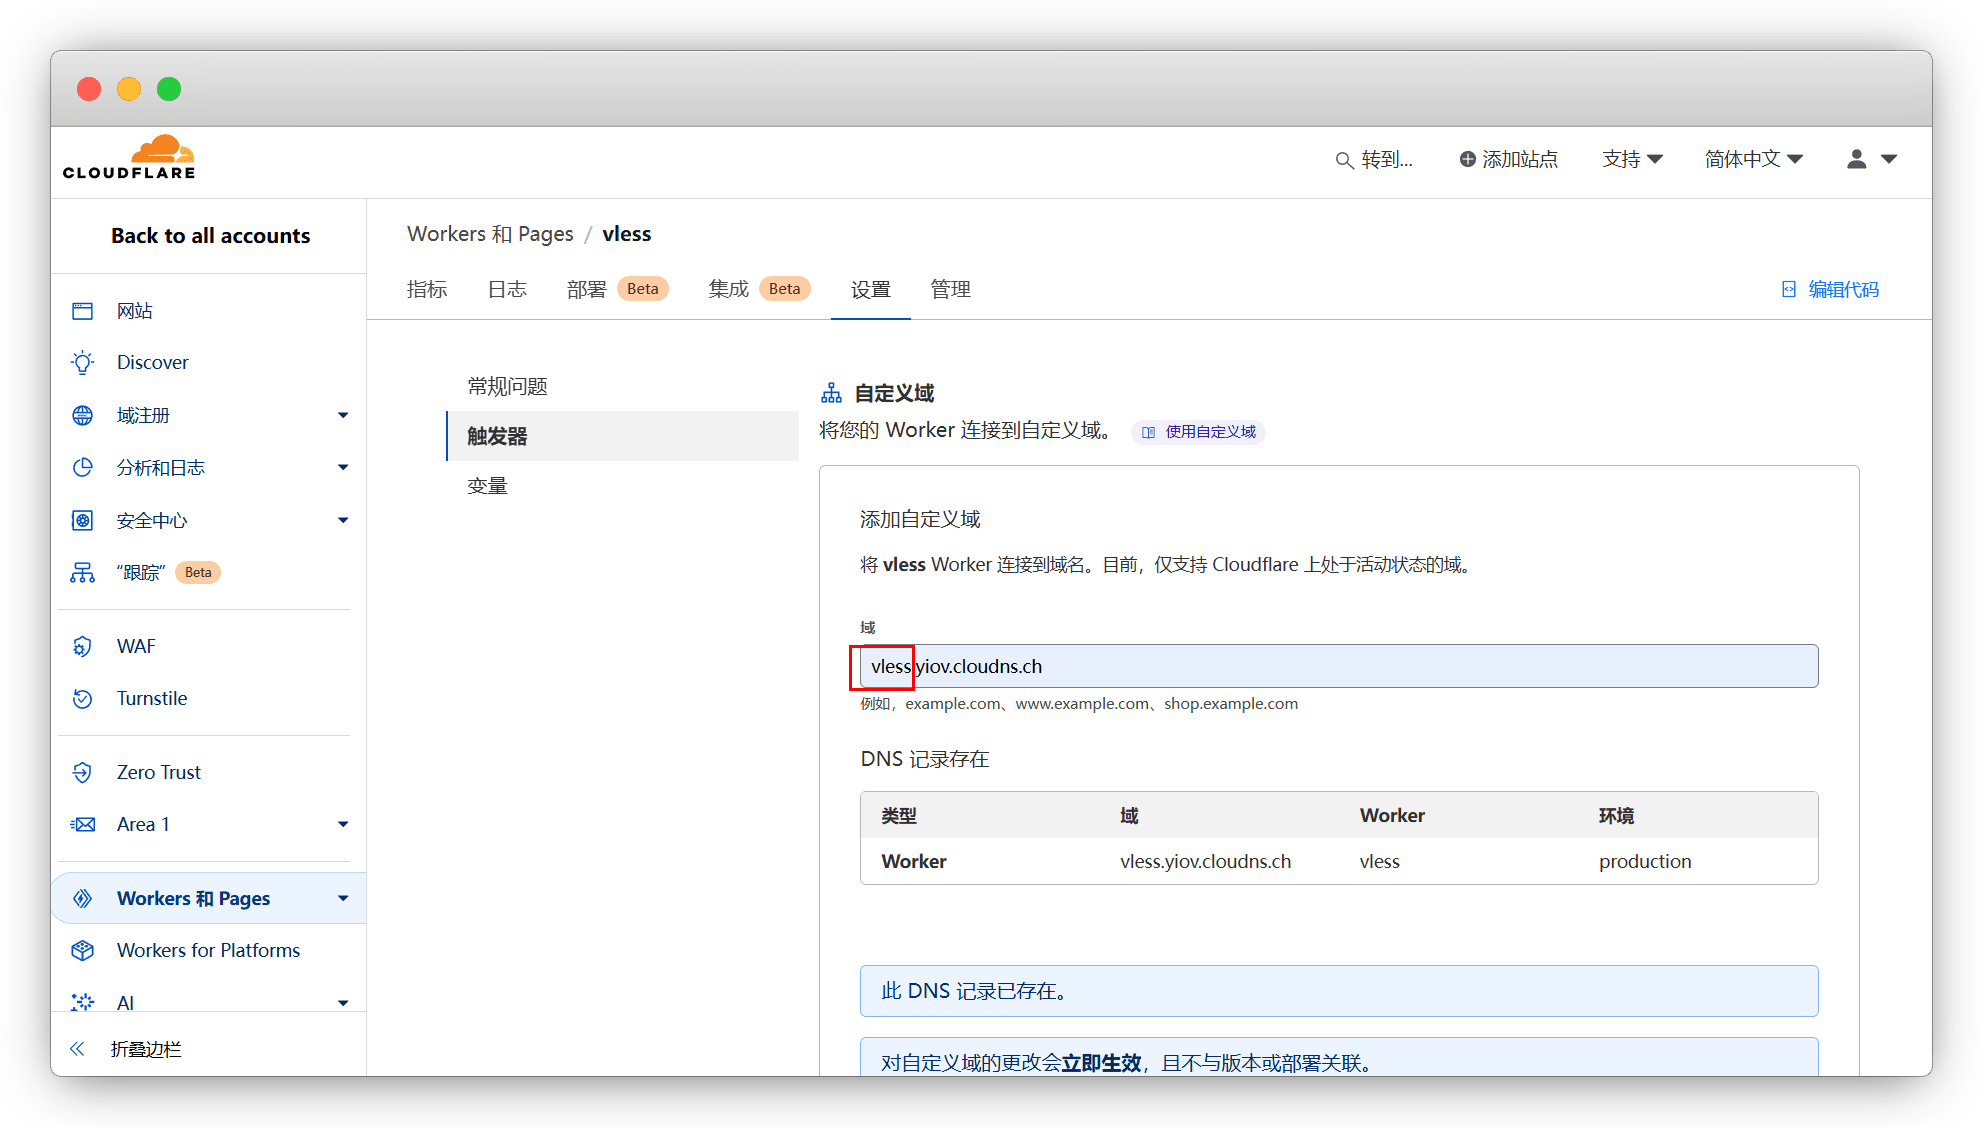 CLOUDFLARE
转到...
添加站点
支持
简体中文
Back to all accounts
网站
Discover
域注册
分析和日志
安全中心
“跟踪” Beta
WAF
Turnstile
Zero Trust
Area 1
Workers 和 Pages
Workers for Platforms
AI
折叠边栏
Workers 和 Pages / vless
指标
日志
部署 Beta
集成 Beta
设置
管理
编辑代码
常规问题
触发器
变量
自定义域
将您的 Worker 连接到自定义域。 使用自定义域
添加自定义域
将 vless Worker 连接到域名。目前，仅支持 Cloudflare 上处于活动状态的域。
域
vless.yiov.cloudns.ch
例如，example.com、www.example.com、shop.example.com
DNS 记录存在
类型 域 Worker 环境
Worker vless.yiov.cloudns.ch vless production
此 DNS 记录已存在。
对自定义域的更改会立即生效，且不与版本或部署关联。